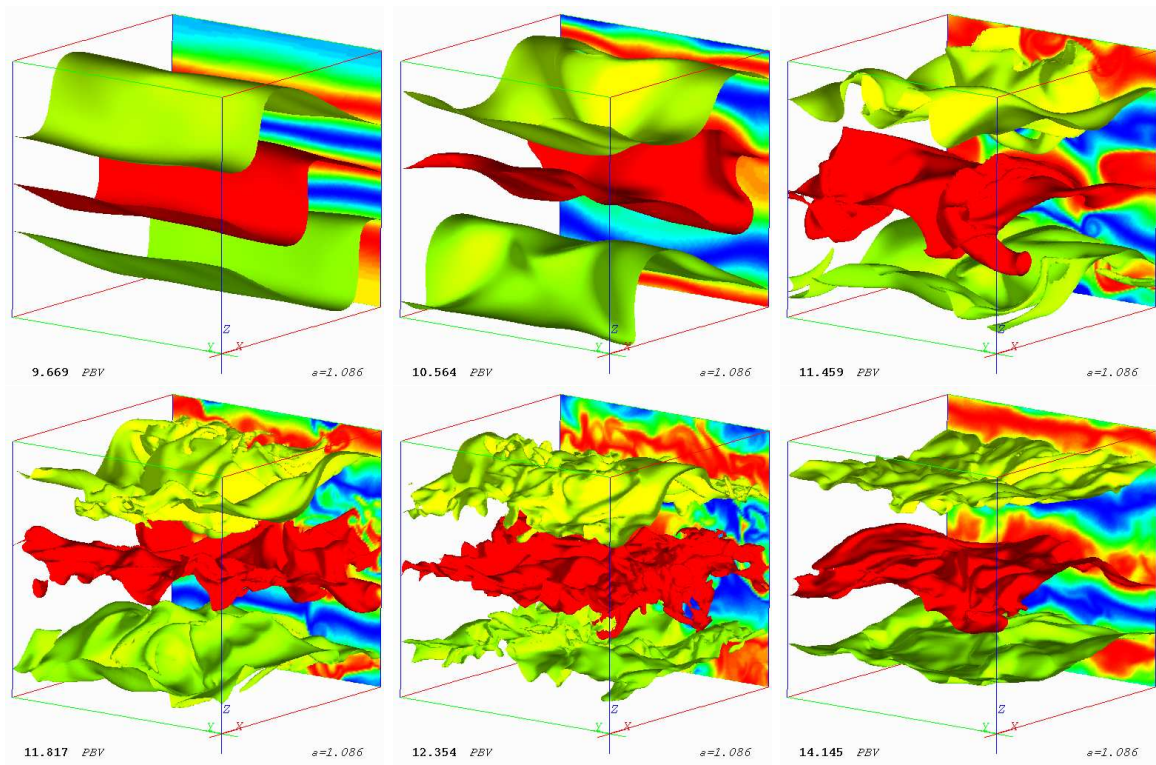 Z
Y X
9.669 PBV a=1.086
Z
Y X
10.564 PBV a=1.086
Z
Y X
11.459 PBV a=1.086
Z
Y X
11.817 PBV a=1.086
Z
Y X
12.354 PBV a=1.086
Z
Y X
14.145 PBV a=1.086